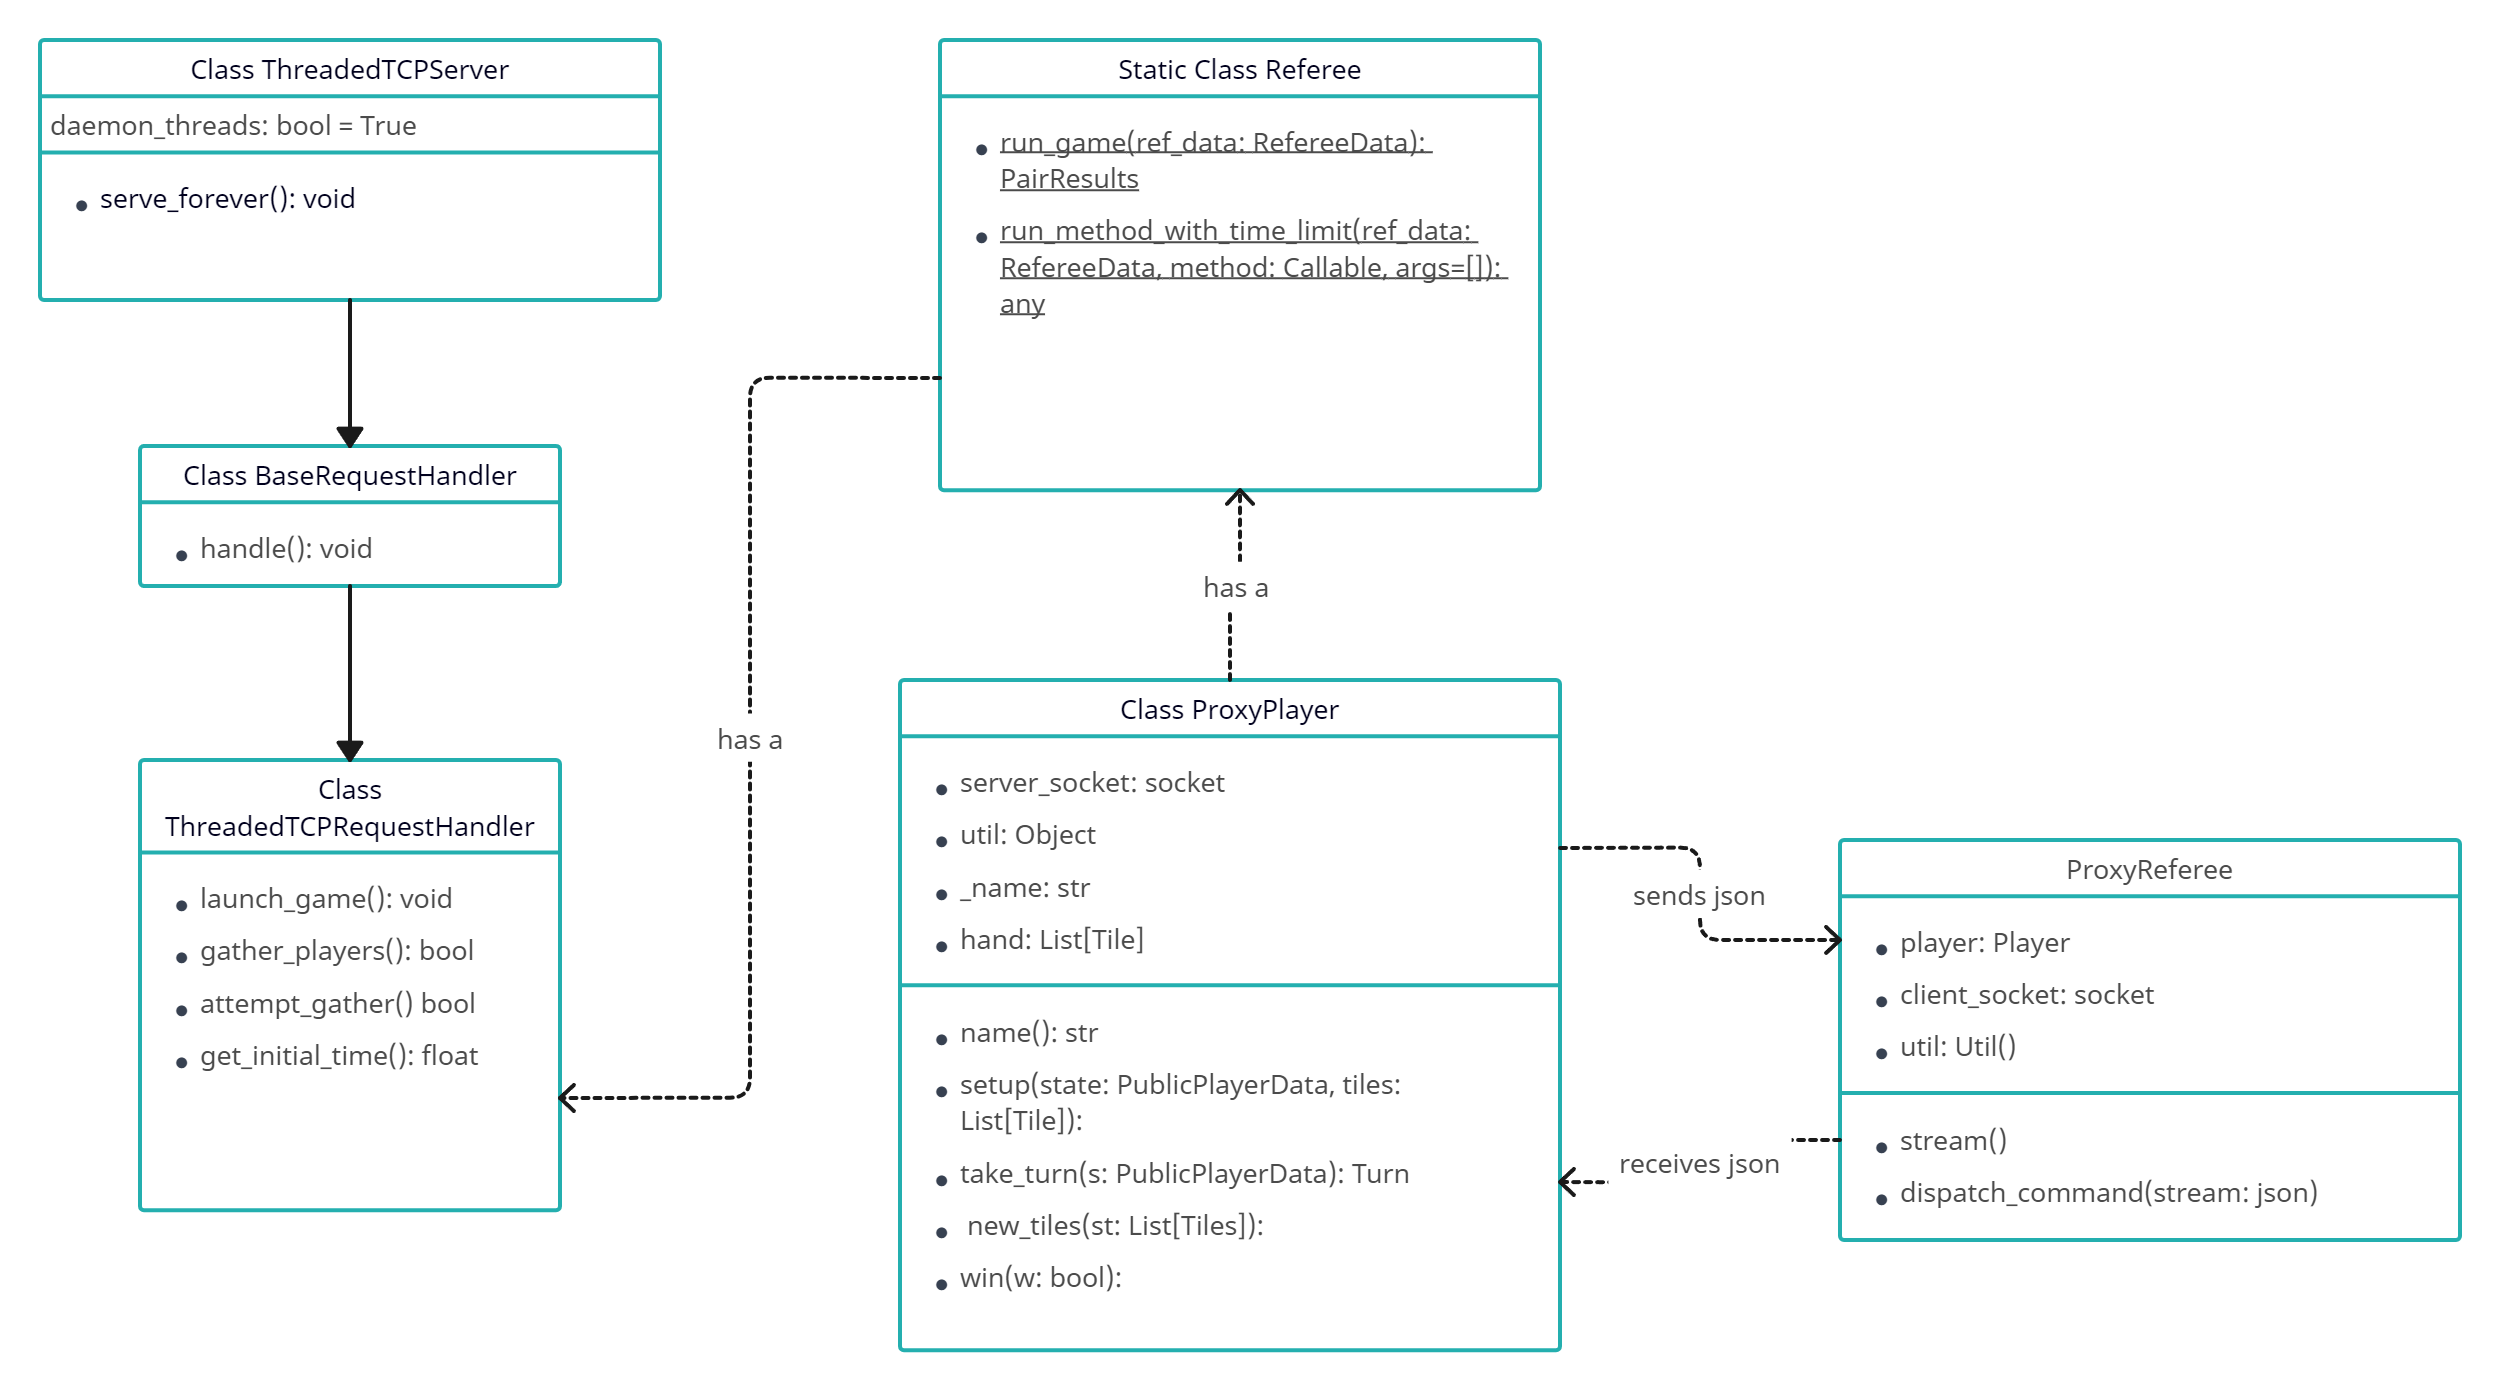 Class ThreadedTCPServer
daemon_threads: bool = True
serve_forever(): void
Class BaseRequestHandler
handle(): void
Class
ThreadedTCPRequestHandler
launch_game(): void
gather_players(): bool
attempt_gather() bool
get_initial_time(): float
has a
Static Class Referee
run_game(ref_data: RefereeData):
PairResults
run_method_with_time_limit(ref_data:
RefereeData, method: Callable, args=[]):
any
has a
Class ProxyPlayer
server_socket: socket
util: Object
_name: str
hand: List[Tile]
name(): str
setup(state: PublicPlayerData, tiles:
List[Tile]):
take_turn(s: PublicPlayerData): Turn
new_tiles(st: List[Tiles]):
win(w: bool):
sends json
receives json
ProxyReferee
player: Player
client_socket: socket
util: Util()
stream()
dispatch_command(stream: json)